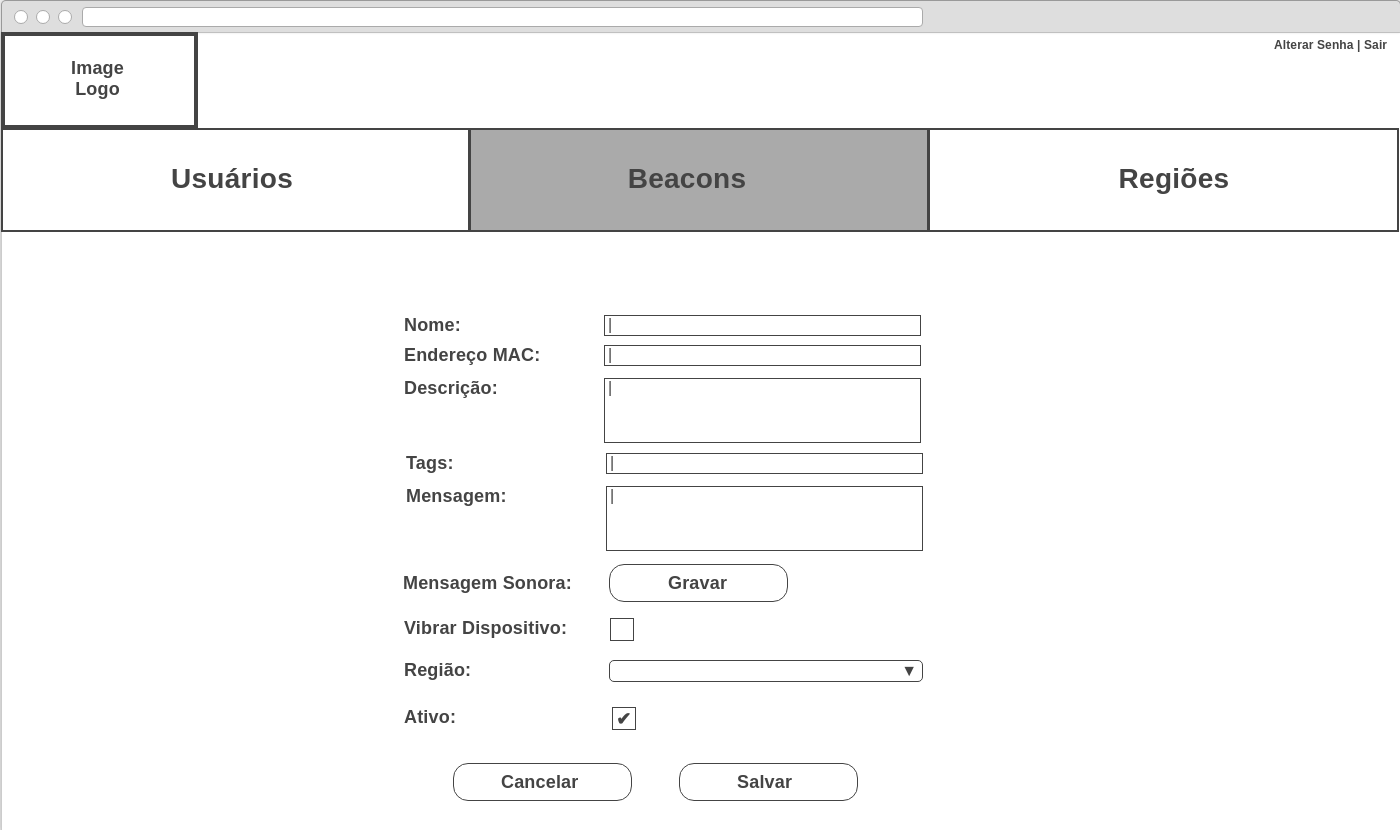 Alterar Senha | Sair
Image
Logo
Usuários
Beacons
Regiões
Nome:
Endereço MAC:
Descrição:
Tags:
Mensagem:
Mensagem Sonora:
Gravar
Vibrar Dispositivo:
Região:
Ativo:
Cancelar
Salvar